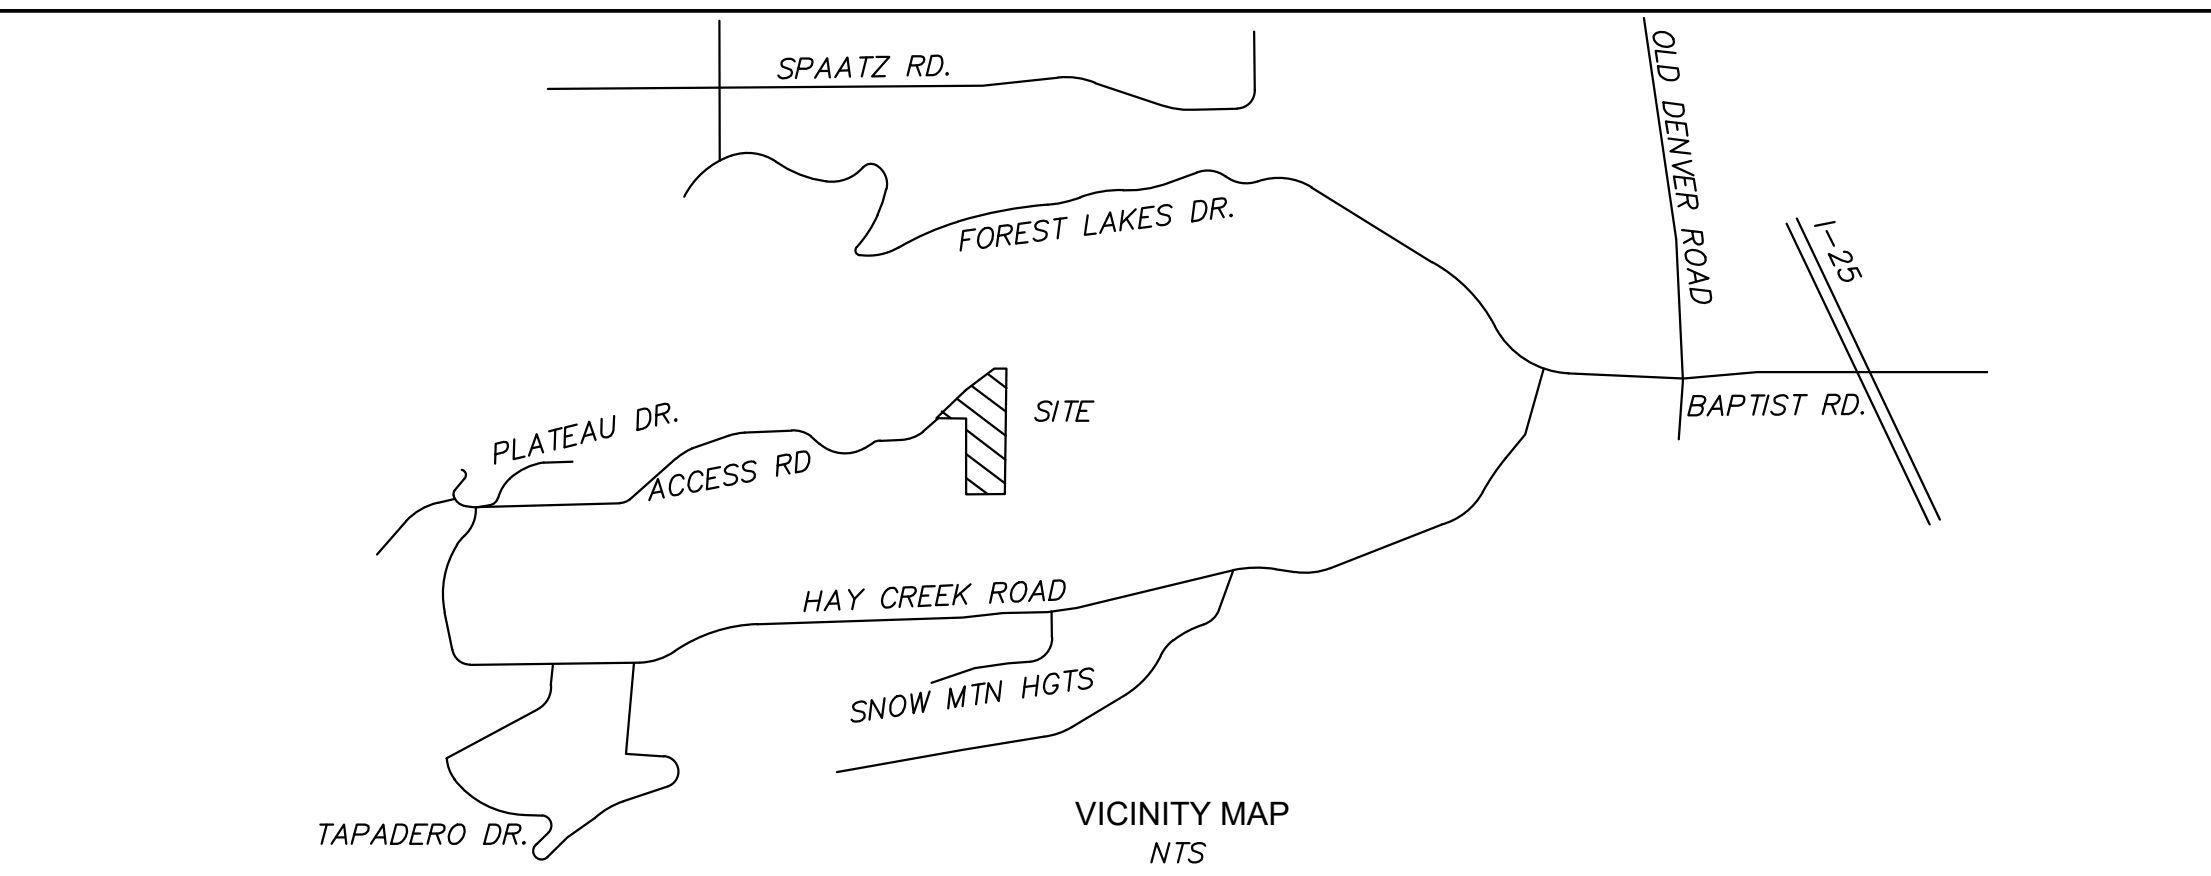 SPAATZ RD.
OLD DENVER ROAD
FOREST LAKES DR.
I-25
SITE
BAPTIST RD.
PLATEAU DR.
ACCESS RD
HAY CREEK ROAD
SNOW MTN HGTS
TAPADERO DR.
VICINITY MAP
NTS